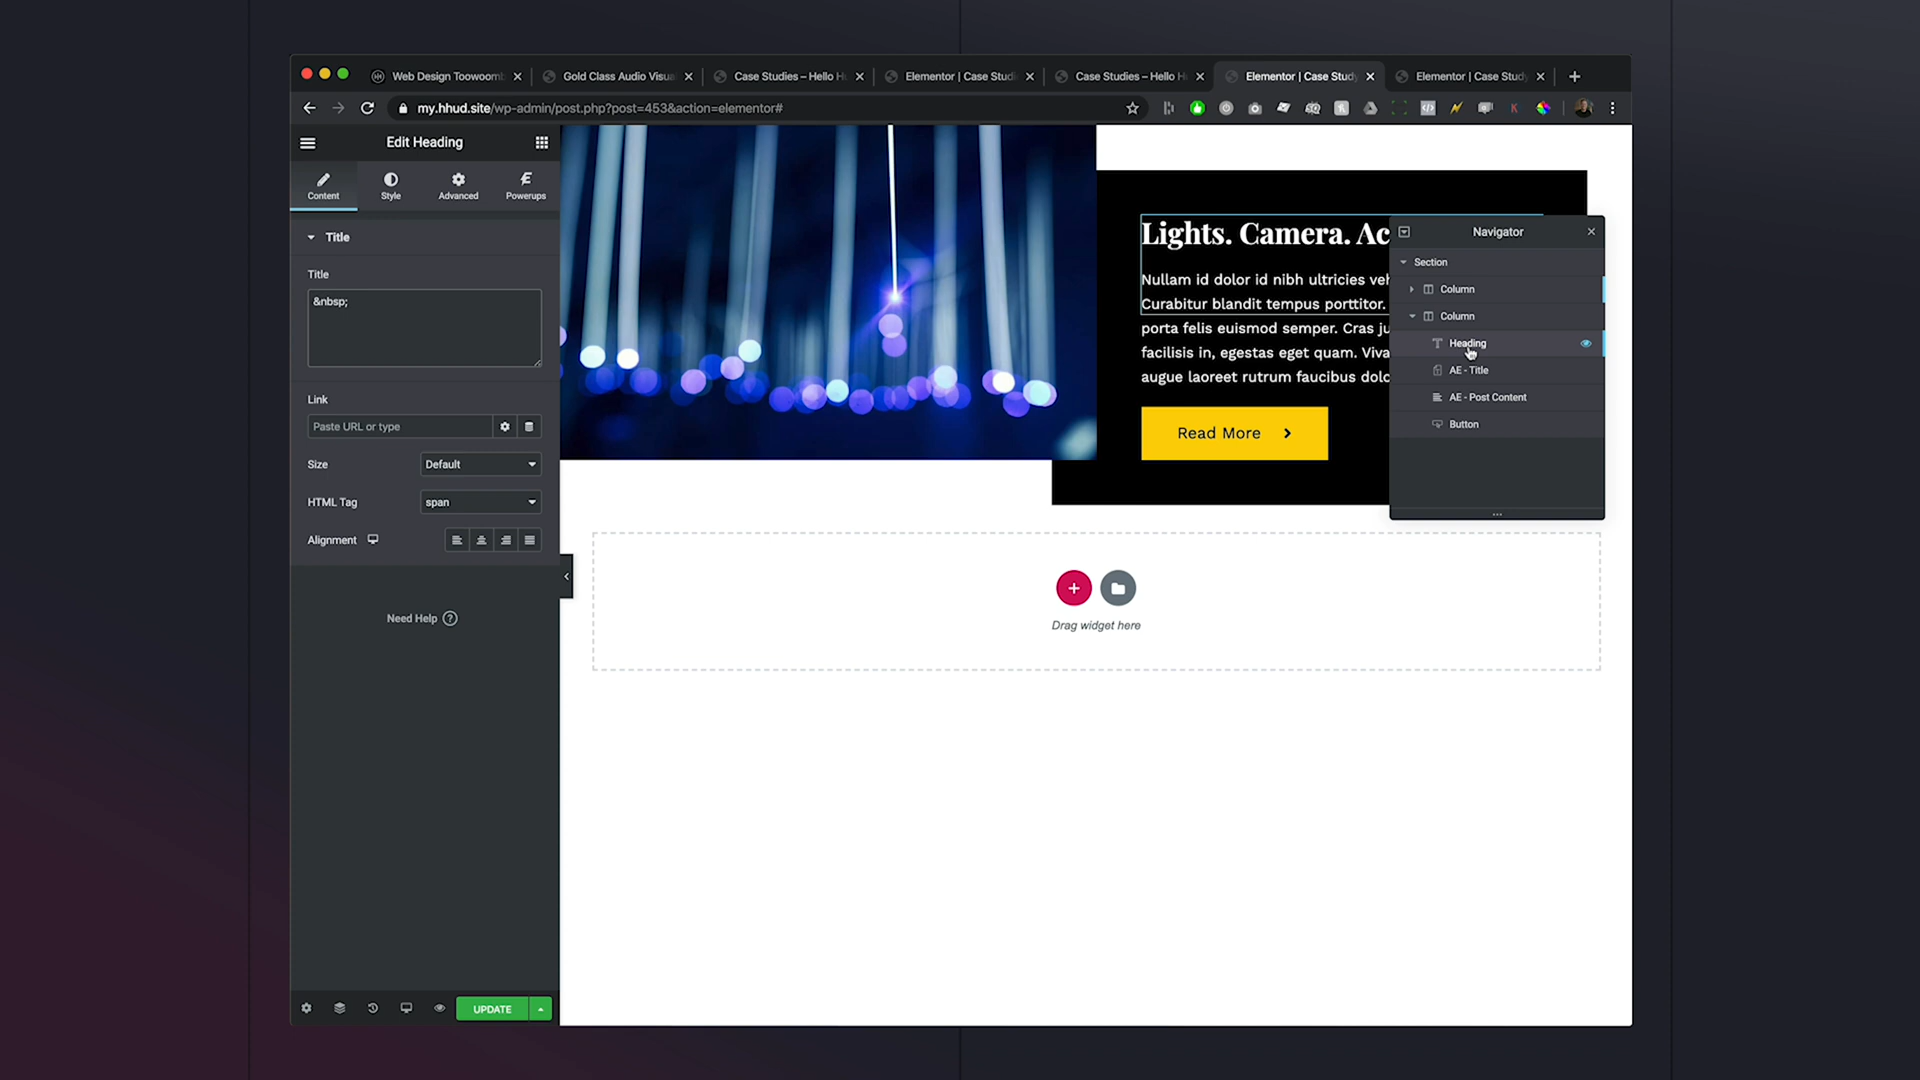 Web Design Toowoom
Gold Class Audio Visua
Case Studies – Hello H
Elementor | Case Stud
Case Studies – Hello H
Elementor | Case Study
Elementor | Case Study
my.hhud.site/wp-admin/post.php?post=453&action=elementor#
Edit Heading
Content
Style
Advanced
Powerups
Title
Title
&nbsp;
Link
Paste URL or type
Size
Default
HTML Tag
span
Alignment
Need Help ?
UPDATE
Lights. Camera. Ac
Nullam id dolor id nibh ultricies veh
Curabitur blandit tempus porttitor.
porta felis euismod semper. Cras ju
facilisis in, egestas eget quam. Viva
augue laoreet rutrum faucibus dolo
Read More
Navigator
Section
Column
Column
Heading
AE - Title
AE - Post Content
Button
Drag widget here